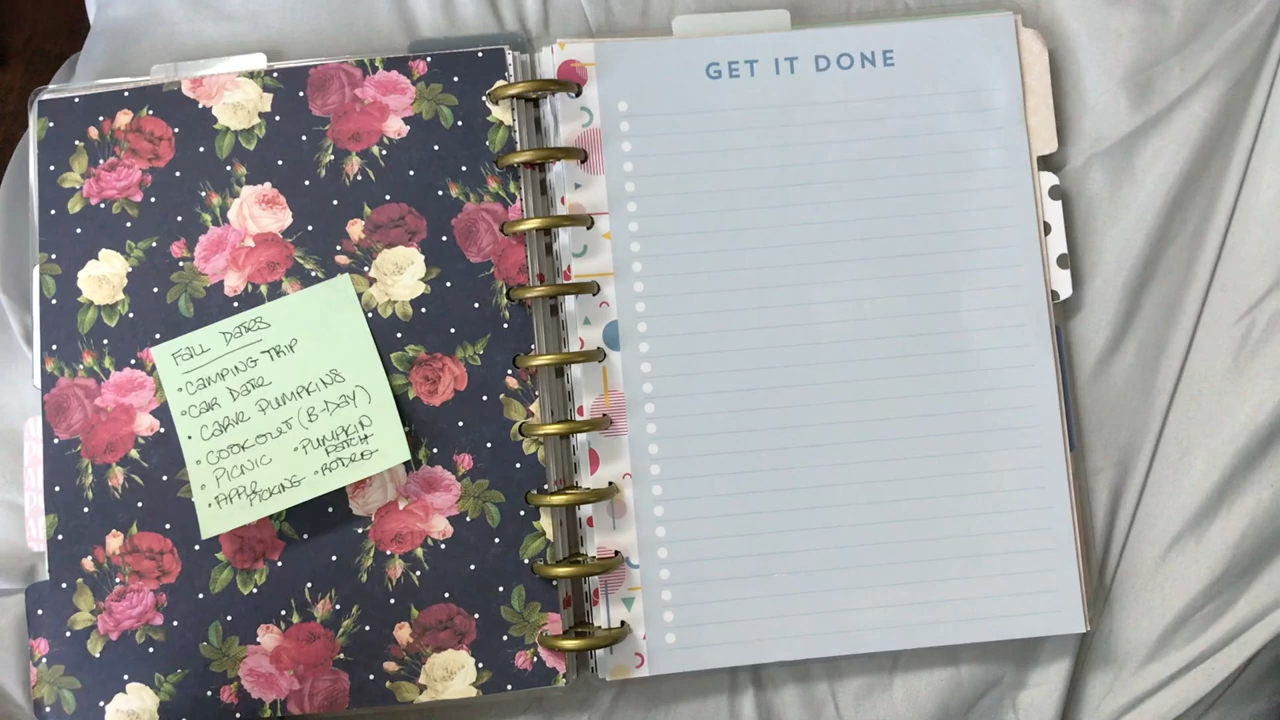 FALL DATES
• CAMPING TRIP
• CAR DATE
• CARVE PUMPKINS
• COOKOUT (B-DAY)
• PICNIC
• APPLE PICKING
• PUMPKIN PATCH
• RODEO
GET IT DONE